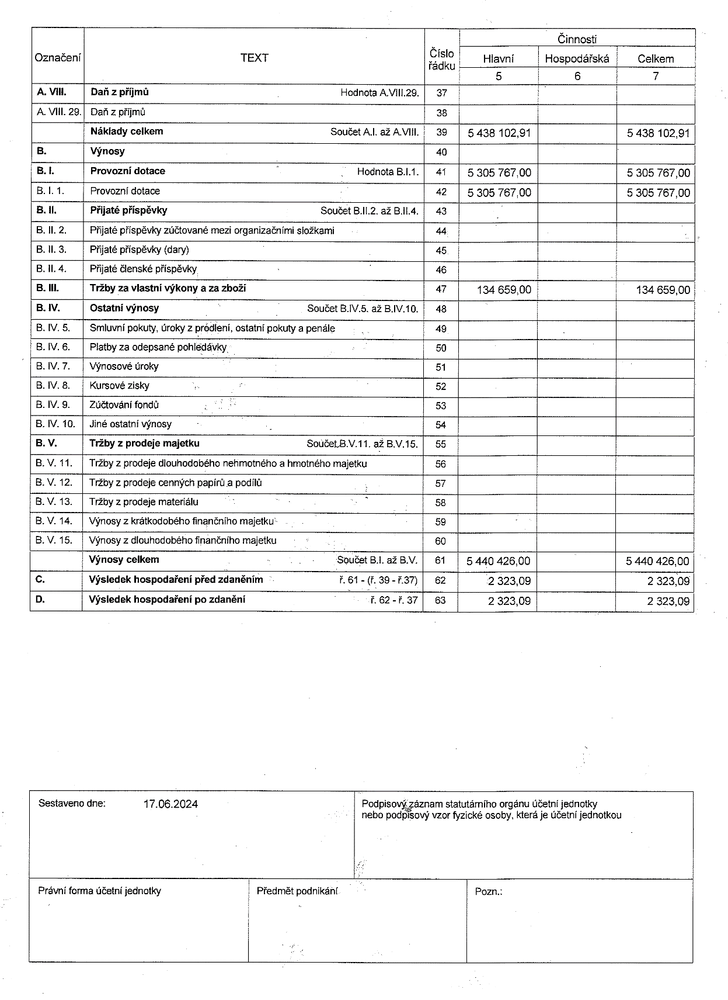 Označení TEXT Číslo řádku Činnosti
Hlavní Hospodářská Celkem
5 6 7
A. VIII. Daň z příjmů Hodnota A.VIII.29. 37
A. VIII. 29. Daň z příjmů 38
Náklady celkem Součet A.I. až A.VIII. 39 5 438 102,91 5 438 102,91
B. Výnosy 40
B. I. Provozní dotace Hodnota B.I.1. 41 5 305 767,00 5 305 767,00
B. I. 1. Provozní dotace 42 5 305 767,00 5 305 767,00
B. II. Přijaté příspěvky Součet B.II.2. až B.II.4. 43
B. II. 2. Přijaté příspěvky zúčtované mezi organizačními složkami 44
B. II. 3. Přijaté příspěvky (dary) 45
B. II. 4. Přijaté členské příspěvky 46
B. III. Tržby za vlastní výkony a za zboží 47 134 659,00 134 659,00
B. IV. Ostatní výnosy Součet B.IV.5. až B.IV.10. 48
B. IV. 5. Smluvní pokuty, úroky z prodlení, ostatní pokuty a penále 49
B. IV. 6. Platby za odepsané pohledávky 50
B. IV. 7. Výnosové úroky 51
B. IV. 8. Kursové zisky 52
B. IV. 9. Zúčtování fondů 53
B. IV. 10. Jiné ostatní výnosy 54
B. V. Tržby z prodeje majetku Součet B.V.11. až B.V.15. 55
B. V. 11. Tržby z prodeje dlouhodobého nehmotného a hmotného majetku 56
B. V. 12. Tržby z prodeje cenných papírů a podílů 57
B. V. 13. Tržby z prodeje materiálu 58
B. V. 14. Výnosy z krátkodobého finančního majetku 59
B. V. 15. Výnosy z dlouhodobého finančního majetku 60
Výnosy celkem Součet B.I. až B.V. 61 5 440 426,00 5 440 426,00
C. Výsledek hospodaření před zdaněním ř. 61 - (ř. 39 - ř.37) 62 2 323,09 2 323,09
D. Výsledek hospodaření po zdanění ř. 62 - ř. 37 63 2 323,09 2 323,09
Sestaveno dne: 17.06.2024
Podpisový záznam statutárního orgánu účetní jednotky
nebo podpisový vzor fyzické osoby, která je účetní jednotkou
Právní forma účetní jednotky
Předmět podnikání
Pozn.: